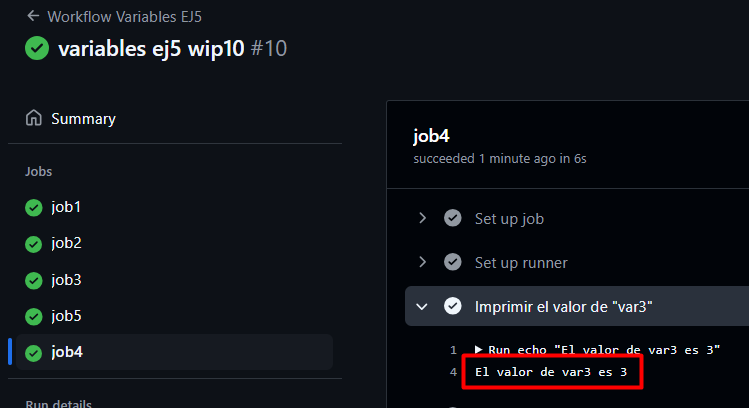 ← Workflow Variables EJ5
variables ej5 wip10 #10
Summary
Jobs
job1
job2
job3
job5
job4
Run details
job4
succeeded 1 minute ago in 6s
Set up job
Set up runner
Imprimir el valor de "var3"
1 ▶ Run echo "El valor de var3 es 3"
4 El valor de var3 es 3